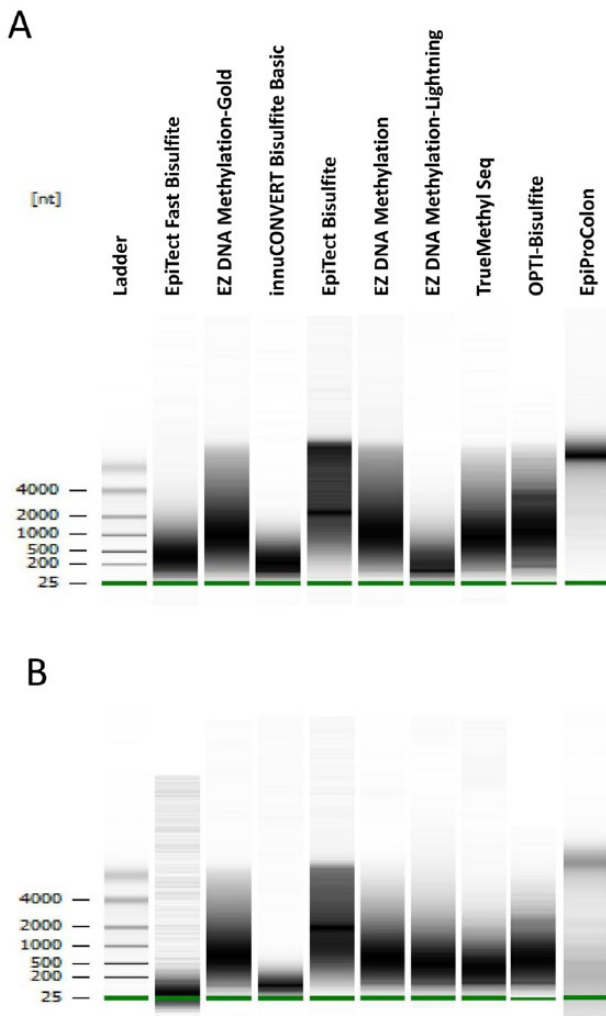 A
[nt]
Ladder
EpiTect Fast Bisulfite
EZ DNA Methylation-Gold
innuCONVERT Bisulfite Basic
EpiTect Bisulfite
EZ DNA Methylation
EZ DNA Methylation-Lightning
TrueMethyl Seq
OPTI-Bisulfite
EpiProColon
4000
2000
1000
500
200
25
B
4000
2000
1000
500
200
25